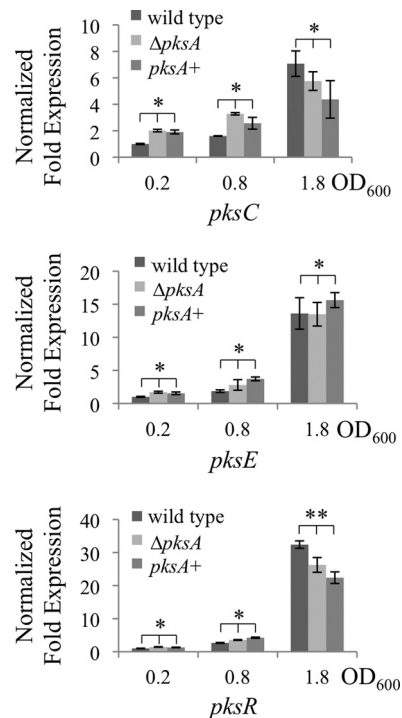 Normalized
Fold Expression
wild type
ΔpksA
pksA+
10
8
6
4
2
0
*
*
*
0.2 0.8 1.8 OD600
pksC
Normalized
Fold Expression
wild type
ΔpksA
pksA+
20
15
10
5
0
*
*
*
0.2 0.8 1.8 OD600
pksE
Normalized
Fold Expression
wild type
ΔpksA
pksA+
40
30
20
10
0
*
*
**
0.2 0.8 1.8 OD600
pksR